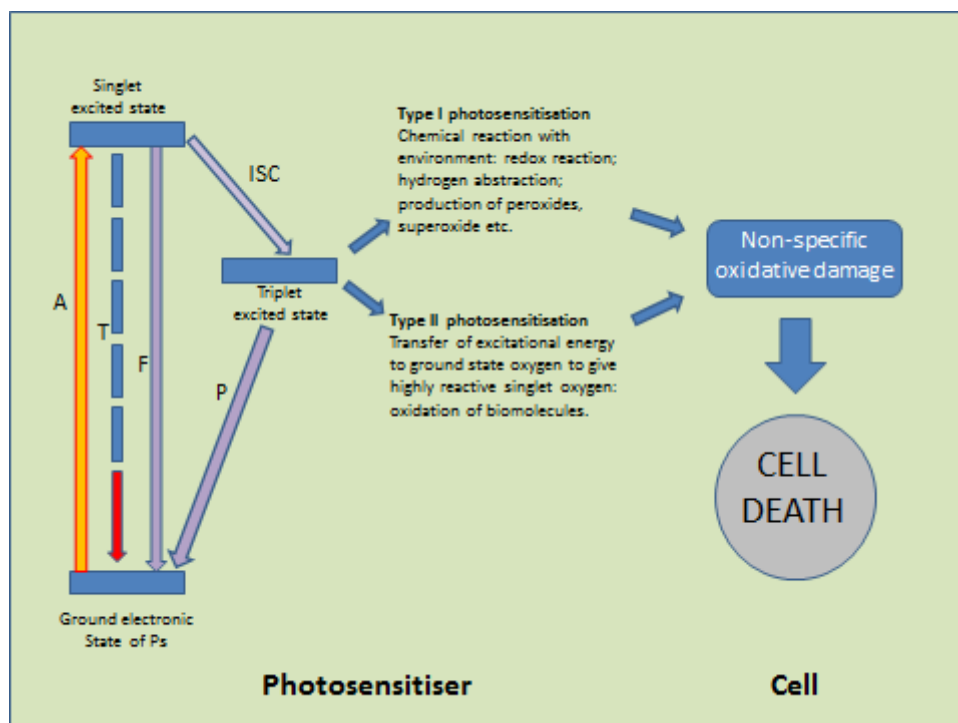 Singlet
excited state
ISC
A
T
F
P
Triplet
excited state
Ground electronic
State of Ps
Type I photosensitisation
Chemical reaction with
environment: redox reaction;
hydrogen abstraction;
production of peroxides,
superoxide etc.
Type II photosensitisation
Transfer of excitational energy
to ground state oxygen to give
highly reactive singlet oxygen:
oxidation of biomolecules.
Non-specific
oxidative damage
CELL
DEATH
Photosensitiser
Cell